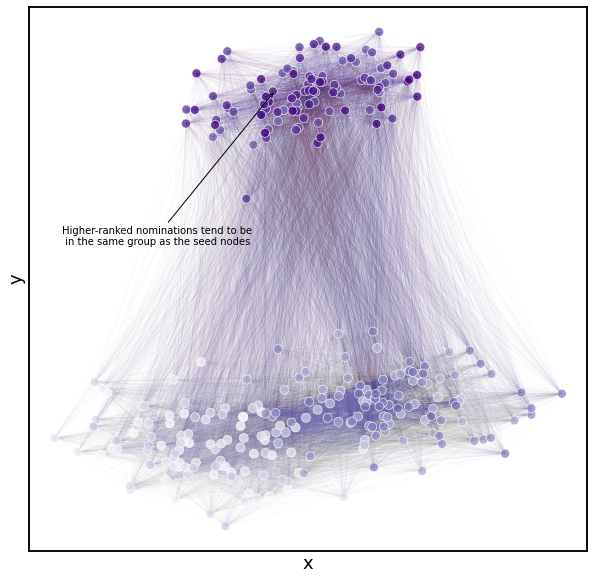 Higher-ranked nominations tend to be
in the same group as the seed nodes
y
x